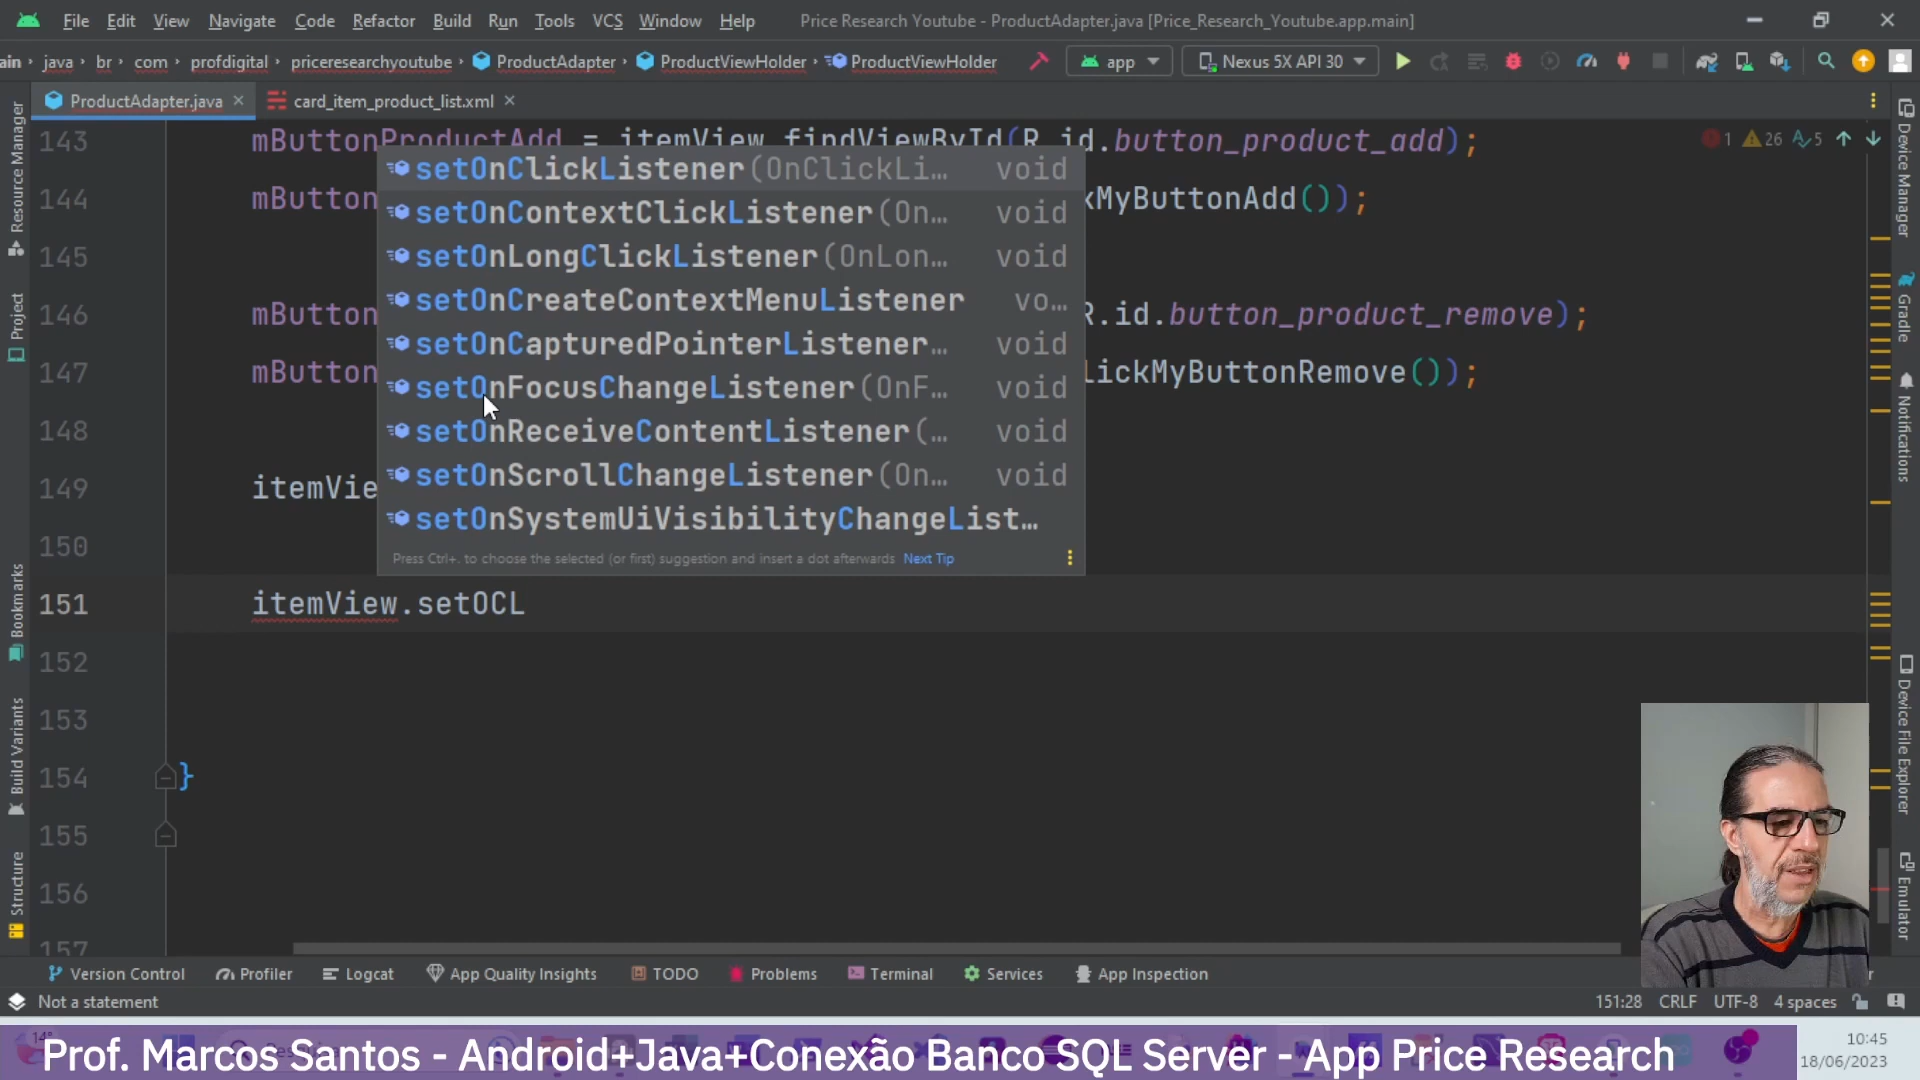 File Edit View Navigate Code Refactor Build Run Tools VCS Window Help Price Research Youtube - ProductAdapter.java [Price_Research_Youtube.app.main]
ain java br com profdigital priceresearchyoutube ProductAdapter ProductViewHolder ProductViewHolder app Nexus 5X API 30
ProductAdapter.java card_item_product_list.xml
143 mButtonProductAdd = itemView.findViewById(R.id.button_product_add);
1 26 5
setOnClickListener(OnClickLi… void
144 mButton kMyButtonAdd());
setOnContextClickListener(On… void
145 setOnLongClickListener(OnLon… void
setOnCreateContextMenuListener vo…
146 mButton R.id.button_product_remove);
setOnCapturedPointerListener… void
147 mButton lickMyButtonRemove());
setOnFocusChangeListener(OnF… void
148 setOnReceiveContentListener(… void
setOnScrollChangeListener(On… void
149 itemVie
setOnSystemUiVisibilityChangeList…
150
Press Ctrl+. to choose the selected (or first) suggestion and insert a dot afterwards Next Tip
151 itemView.setOCL
152
153
154 }
155
156
157
Resource Manager
Project
Bookmarks
Build Variants
Structure
Device Manager
Gradle
Notifications
Device File Explorer
Emulator
Version Control Profiler Logcat App Quality Insights TODO Problems Terminal Services App Inspection
Not a statement 151:28 CRLF UTF-8 4 spaces
14°
Prof. Marcos Santos - Android+Java+Conexão Banco SQL Server - App Price Research
10:45
18/06/2023